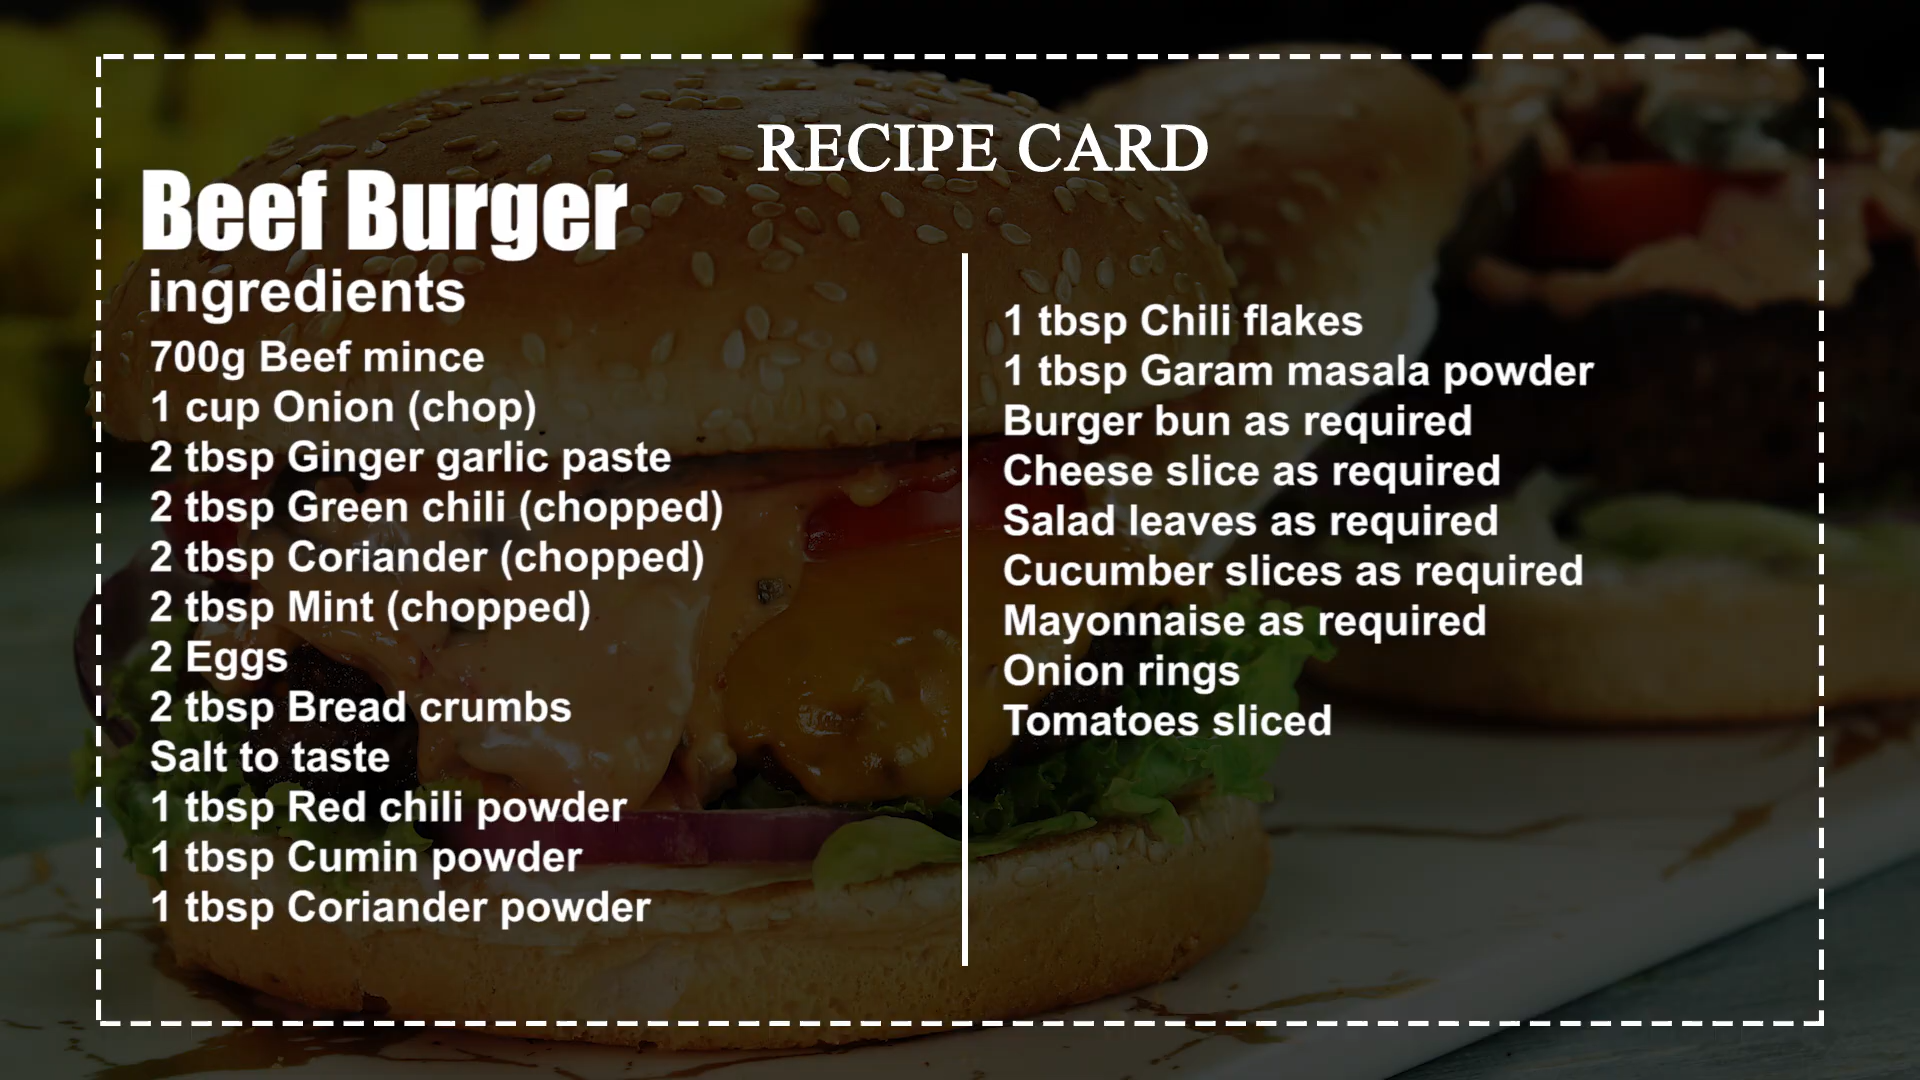 RECIPE CARD
Beef Burger
ingredients
700g Beef mince
1 cup Onion (chop)
2 tbsp Ginger garlic paste
2 tbsp Green chili (chopped)
2 tbsp Coriander (chopped)
2 tbsp Mint (chopped)
2 Eggs
2 tbsp Bread crumbs
Salt to taste
1 tbsp Red chili powder
1 tbsp Cumin powder
1 tbsp Coriander powder
1 tbsp Chili flakes
1 tbsp Garam masala powder
Burger bun as required
Cheese slice as required
Salad leaves as required
Cucumber slices as required
Mayonnaise as required
Onion rings
Tomatoes sliced